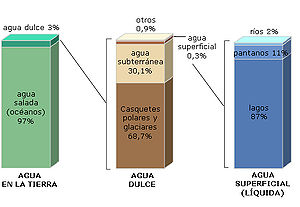 agua dulce 3%
agua
salada
(océanos)
97%
AGUA
EN LA TIERRA
otros
0,9%
agua
subterránea
30,1%
Casquetes
polares y
glaciares
68,7%
AGUA
DULCE
agua
superficial
0,3%
ríos 2%
pantanos 11%
lagos
87%
AGUA
SUPERFICIAL
(LÍQUIDA)